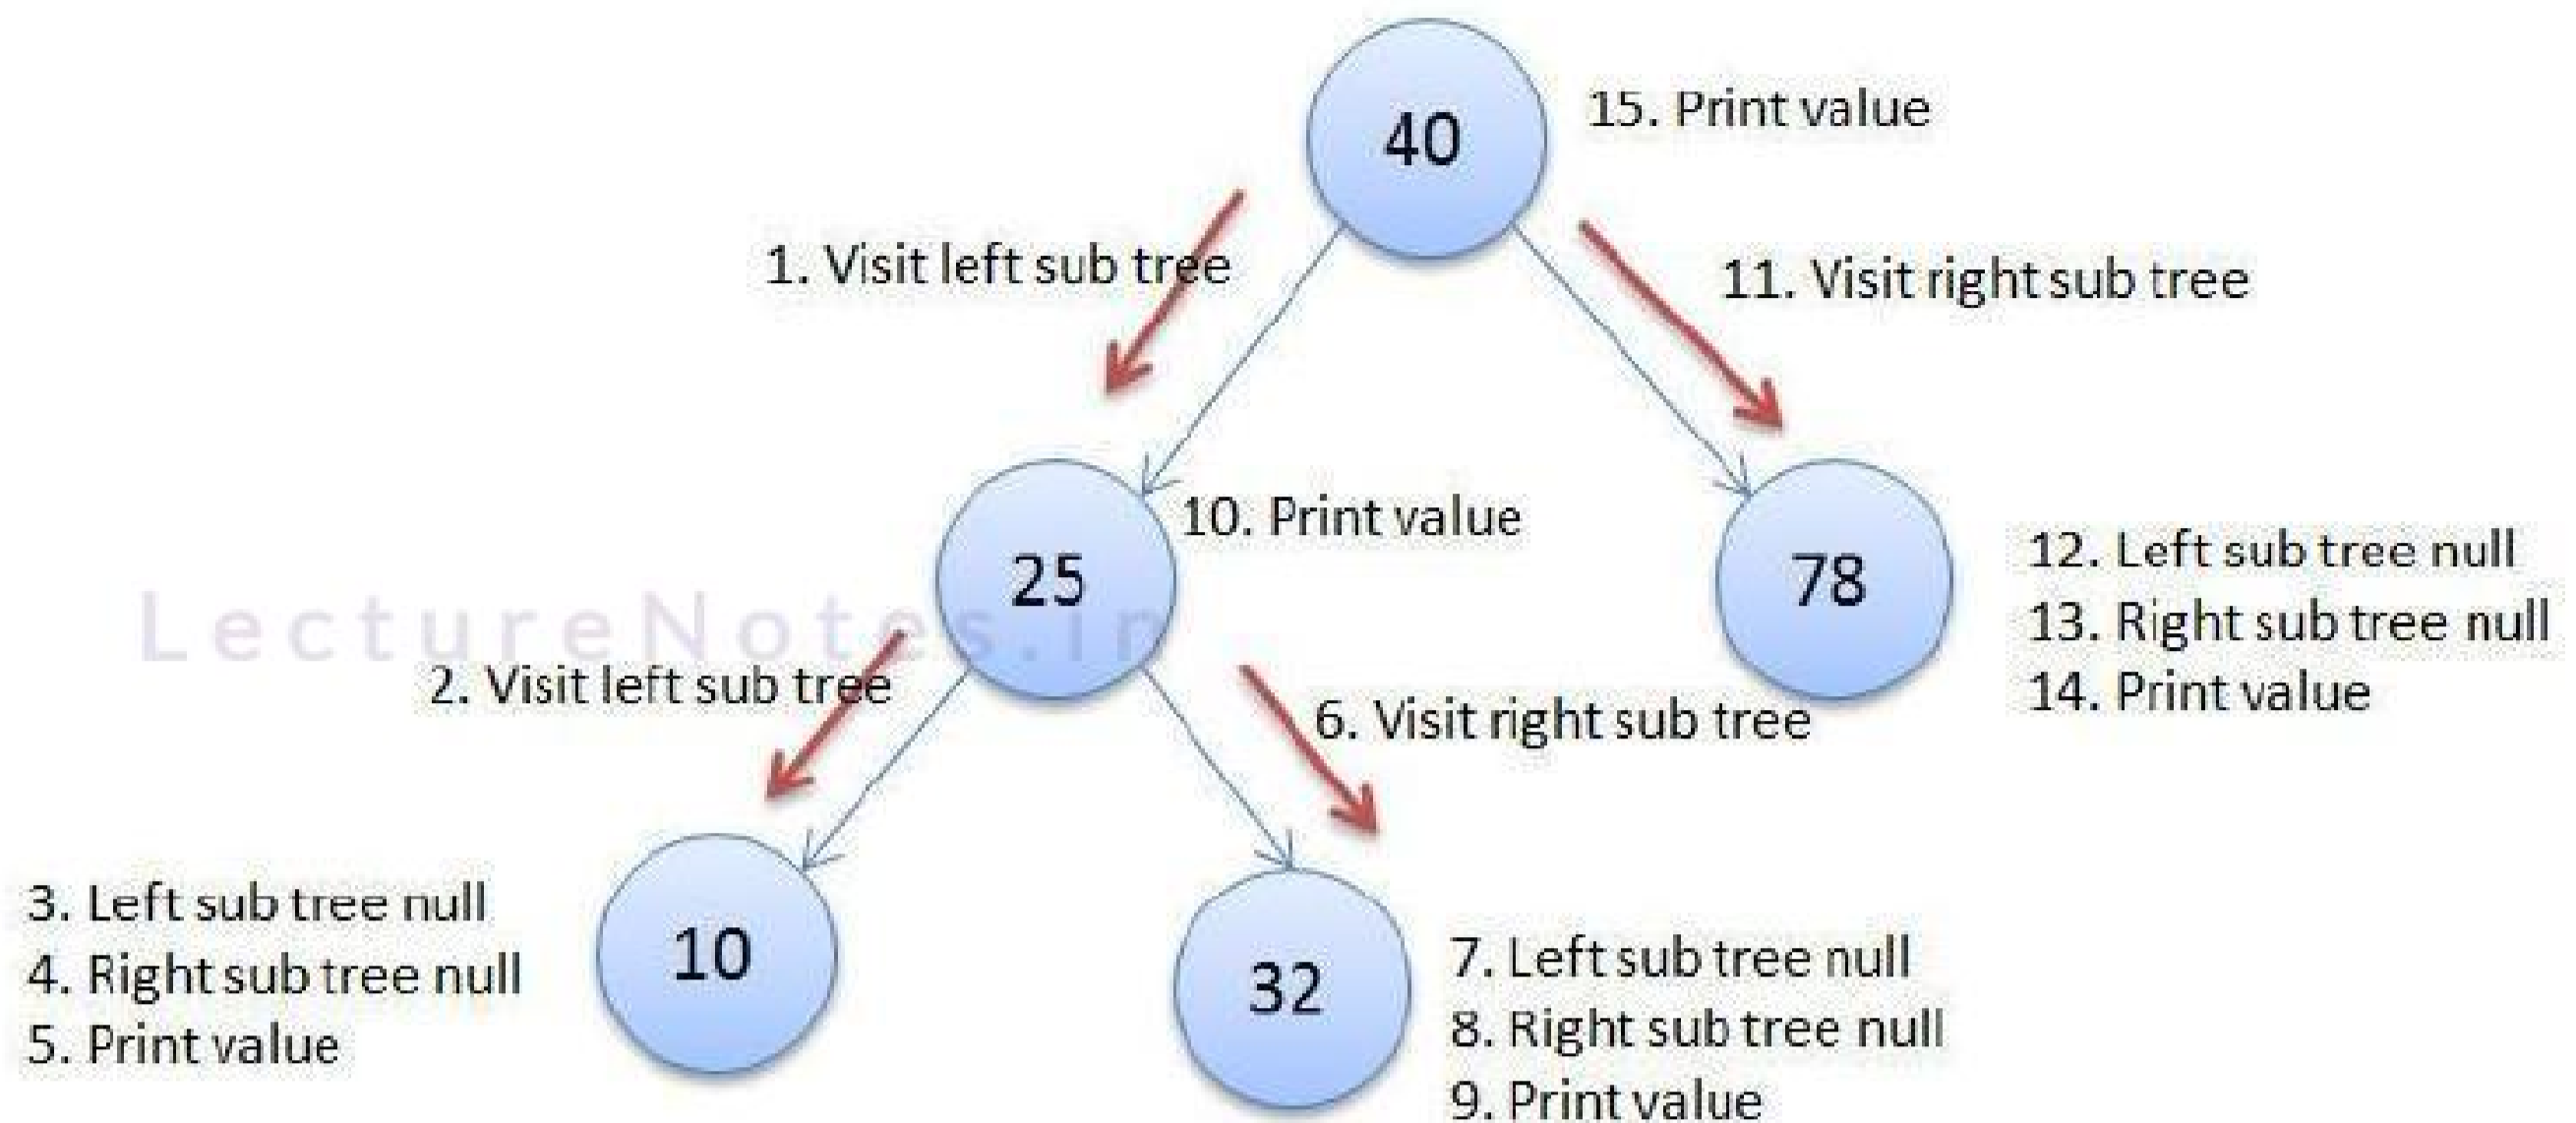 40
15. Print value
1. Visit left sub tree
11. Visit right sub tree
25
10. Print value
78
12. Left sub tree null
13. Right sub tree null
14. Print value
LectureNotes.in
2. Visit left sub tree
6. Visit right sub tree
10
3. Left sub tree null
4. Right sub tree null
5. Print value
32
7. Left sub tree null
8. Right sub tree null
9. Print value